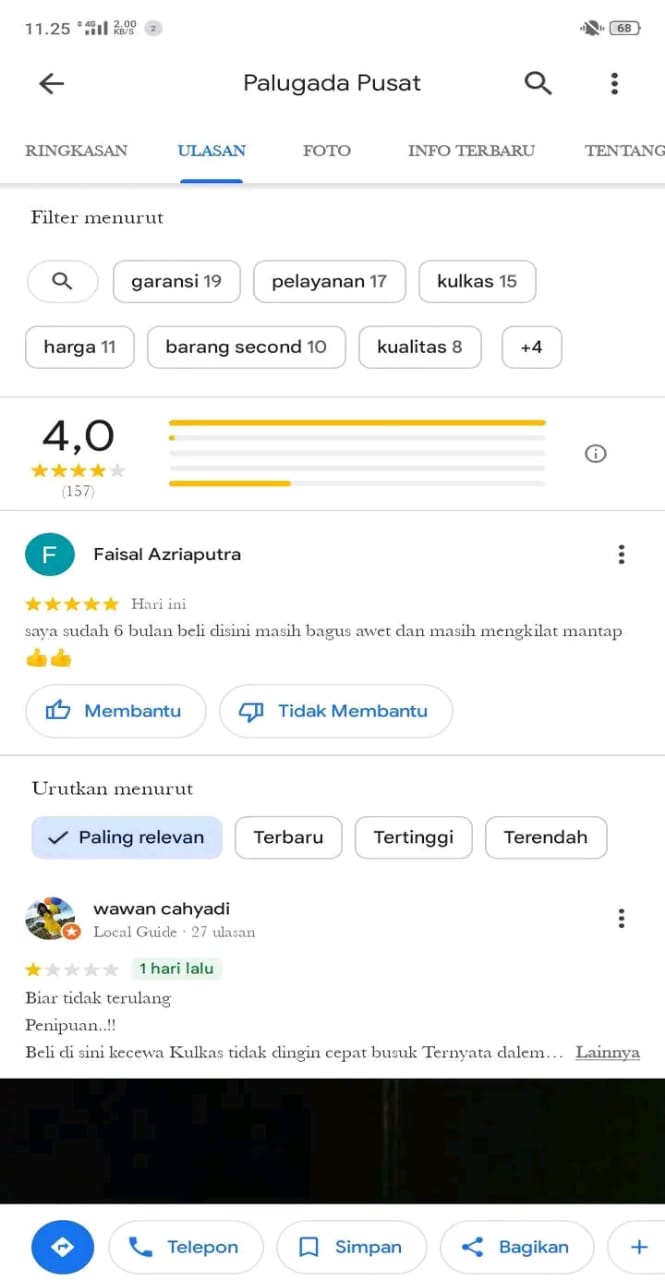 11.25 4G 2.00 KB/S 2 68
Palugada Pusat
RINGKASAN ULASAN FOTO INFO TERBARU TENTANG
Filter menurut
garansi 19 pelayanan 17 kulkas 15
harga 11 barang second 10 kualitas 8 +4
4,0
(157)
F Faisal Azriaputra
Hari ini
saya sudah 6 bulan beli disini masih bagus awet dan masih mengkilat mantap
👍👍
Membantu Tidak Membantu
Urutkan menurut
Paling relevan Terbaru Tertinggi Terendah
wawan cahyadi
Local Guide · 27 ulasan
1 hari lalu
Biar tidak terulang
Penipuan..!!
Beli di sini kecewa Kulkas tidak dingin cepat busuk Ternyata dalem... Lainnya
Telepon Simpan Bagikan